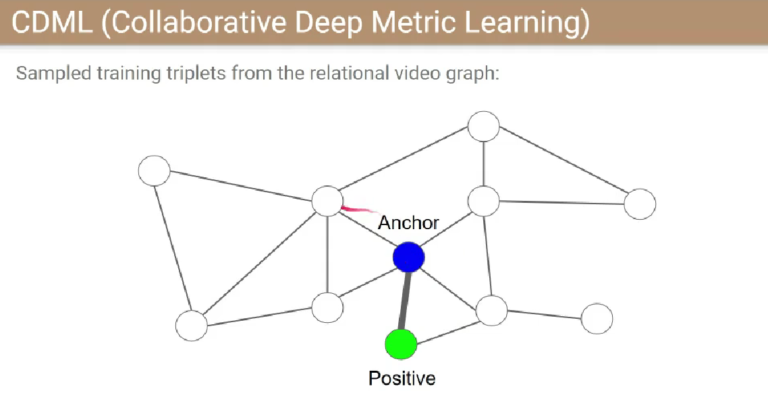 CDML (Collaborative Deep Metric Learning)
Sampled training triplets from the relational video graph:
Anchor
Positive